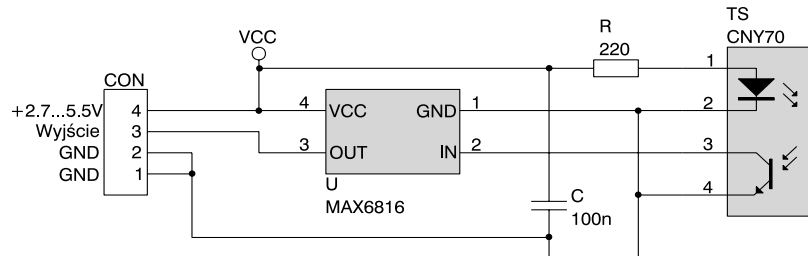 TS
CNY70
R
220
VCC
CON
+2.7...5.5V 4
Wyjście 3
GND 2
GND 1
4 VCC GND 1
3 OUT IN 2
U
MAX6816
C
100n
1
2
3
4